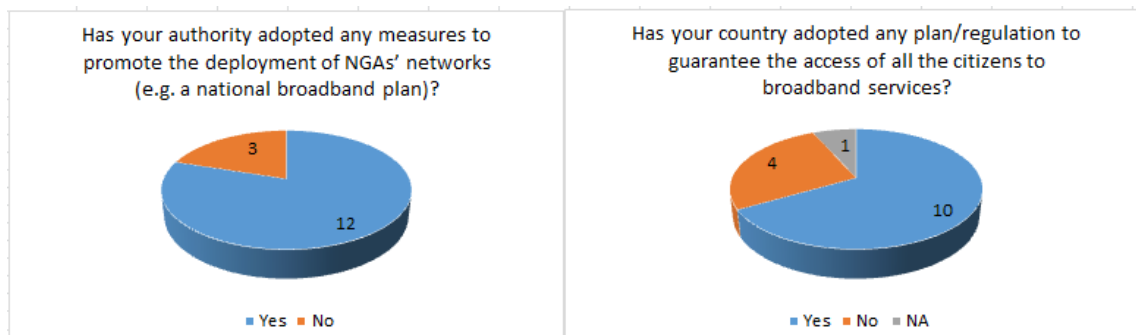 Has your authority adopted any measures to
promote the deployment of NGAs' networks
(e.g. a national broadband plan)?
3
12
Yes No
Has your country adopted any plan/regulation to
guarantee the access of all the citizens to
broadband services?
1
4
10
Yes No NA